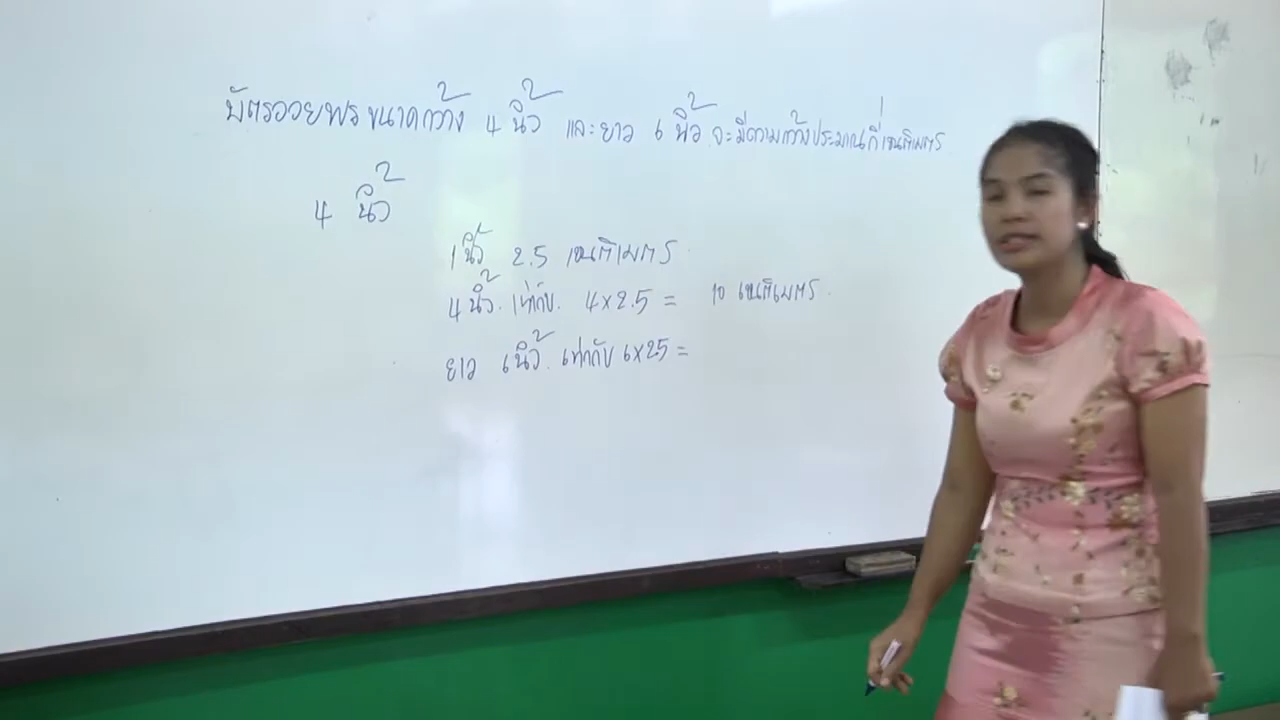 บัตรอวยพร ขนาดกว้าง 4 นิ้ว และยาว 6 นิ้ว จะมีความกว้างประมาณกี่เซนติเมตร
4 นิ้ว
1 นิ้ว 2.5 เซนติเมตร
4 นิ้ว. เท่ากับ. 4×2.5 = 10 เซนติเมตร.
ยาว 6 นิ้ว. เท่ากับ 6×2.5 =